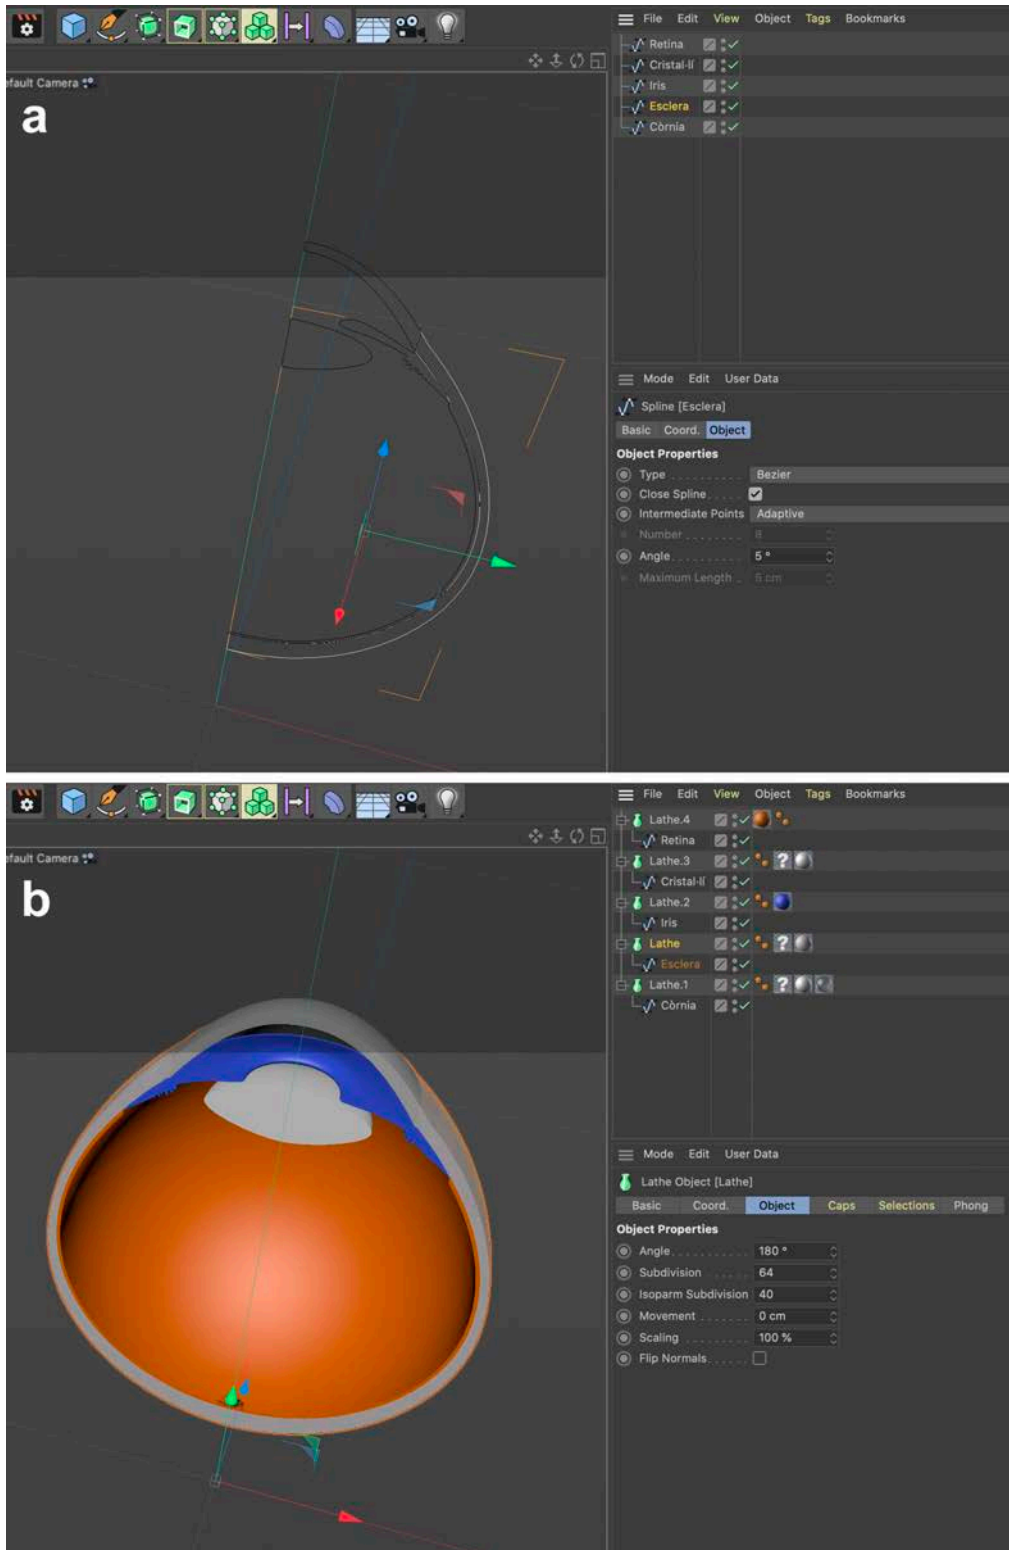 File Edit View Object Tags Bookmarks
Default Camera
a
Retina
Cristal·lí
Iris
Esclera
Còrnia
Mode Edit User Data
Spline [Esclera]
Basic Coord. Object
Object Properties
Type Bezier
Close Spline
Intermediate Points Adaptive
Number 8
Angle 5 °
Maximum Length 5 cm
File Edit View Object Tags Bookmarks
Default Camera
b
Lathe.4
Retina
Lathe.3
?
Cristal·lí
Lathe.2
Iris
Lathe
?
Esclera
Lathe.1
?
Còrnia
Mode Edit User Data
Lathe Object [Lathe]
Basic Coord. Object Caps Selections Phong
Object Properties
Angle 180 °
Subdivision 64
Isoparm Subdivision 40
Movement 0 cm
Scaling 100 %
Flip Normals